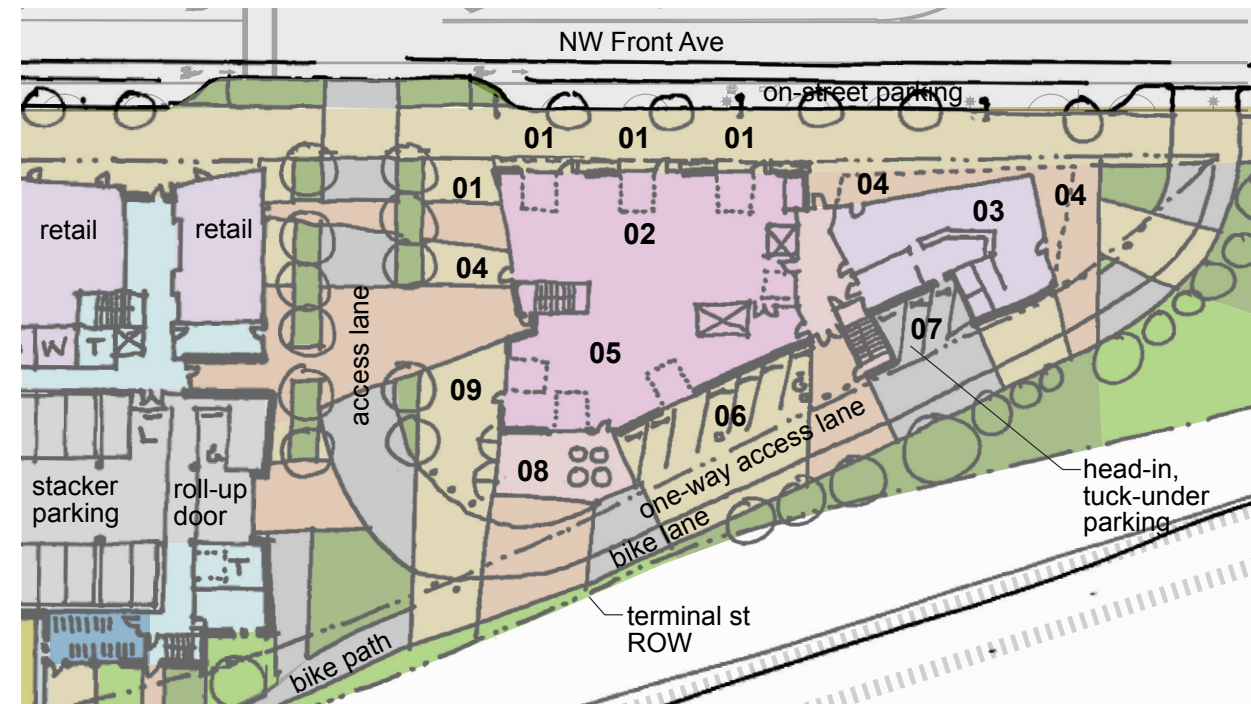 NW Front Ave
on-street parking
01
01
01
01
04
04
retail
retail
02
03
04
access lane
05
07
09
06
W
T
one-way access lane
08
head-in,
tuck-under
parking
stacker
parking
roll-up
door
bike lane
T
terminal st
ROW
bike path